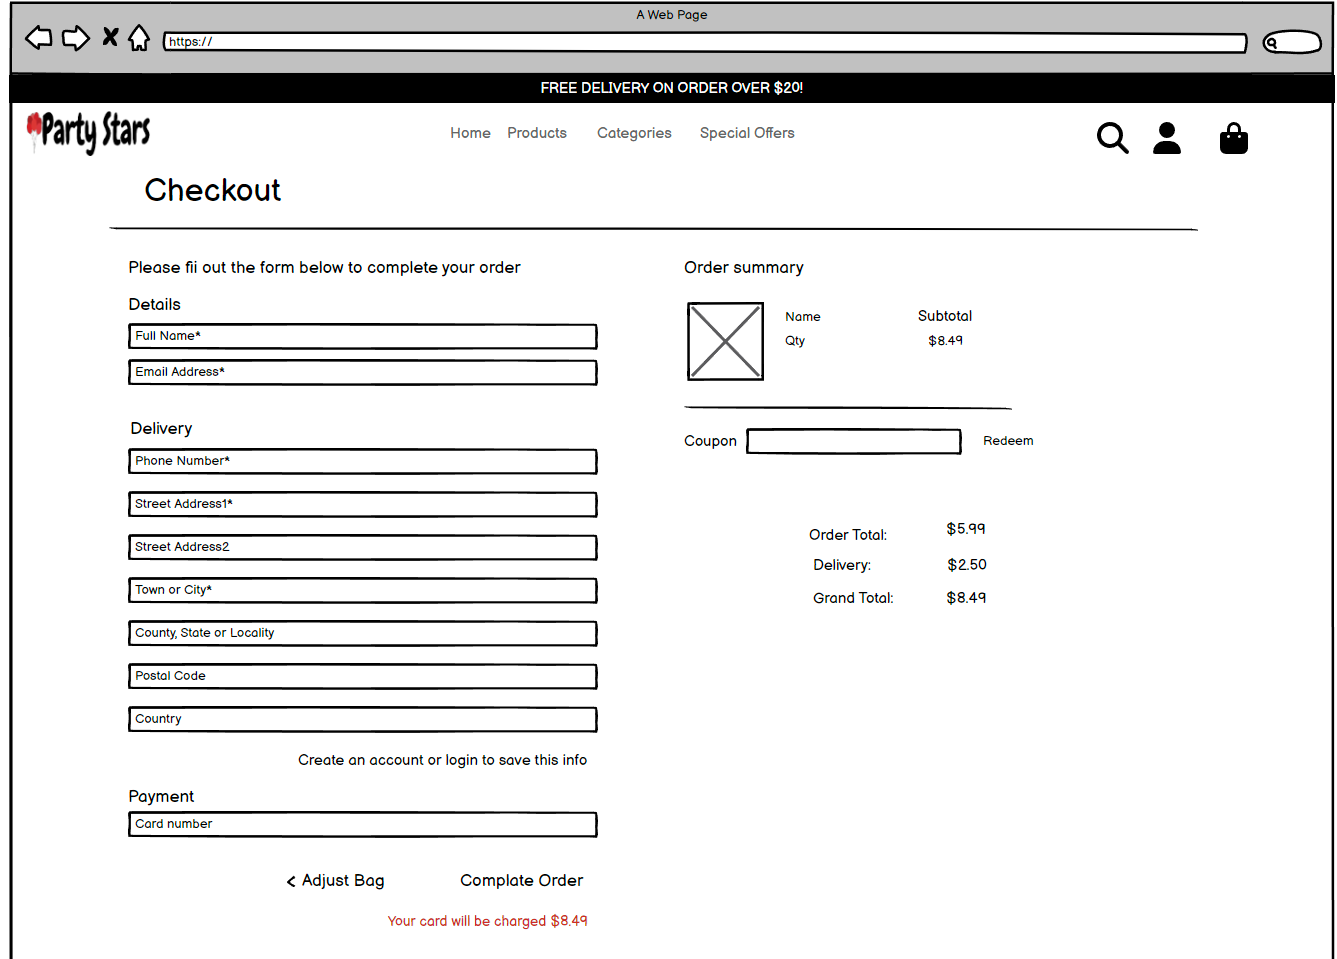 A Web Page
https://
FREE DELIVERY ON ORDER OVER $20!
Party Stars
Home Products Categories Special Offers
Checkout
Please fii out the form below to complete your order
Details
Full Name*
Email Address*
Delivery
Phone Number*
Street Address1*
Street Address2
Town or City*
County, State or Locality
Postal Code
Country
Create an account or login to save this info
Payment
Card number
< Adjust Bag
Complate Order
Your card will be charged $8.49
Order summary
Name Subtotal
Qty $8.49
Coupon Redeem
Order Total: $5.99
Delivery: $2.50
Grand Total: $8.49